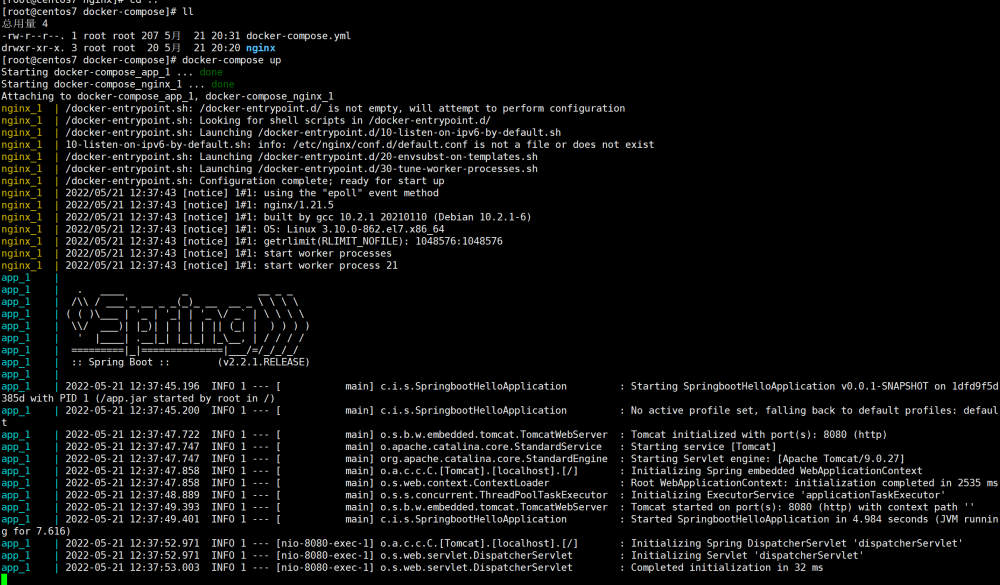 [root@centos7 nginx]# cd ..
[root@centos7 docker-compose]# ll
总用量 4
-rw-r--r--. 1 root root 207 5月  21 20:31 docker-compose.yml
drwxr-xr-x. 3 root root  20 5月  21 20:20 nginx
[root@centos7 docker-compose]# docker-compose up
Starting docker-compose_app_1 ... done
Starting docker-compose_nginx_1 ... done
Attaching to docker-compose_app_1, docker-compose_nginx_1
nginx_1  | /docker-entrypoint.sh: /docker-entrypoint.d/ is not empty, will attempt to perform configuration
nginx_1  | /docker-entrypoint.sh: Looking for shell scripts in /docker-entrypoint.d/
nginx_1  | /docker-entrypoint.sh: Launching /docker-entrypoint.d/10-listen-on-ipv6-by-default.sh
nginx_1  | 10-listen-on-ipv6-by-default.sh: info: /etc/nginx/conf.d/default.conf is not a file or does not exist
nginx_1  | /docker-entrypoint.sh: Launching /docker-entrypoint.d/20-envsubst-on-templates.sh
nginx_1  | /docker-entrypoint.sh: Launching /docker-entrypoint.d/30-tune-worker-processes.sh
nginx_1  | /docker-entrypoint.sh: Configuration complete; ready for start up
nginx_1  | 2022/05/21 12:37:43 [notice] 1#1: using the "epoll" event method
nginx_1  | 2022/05/21 12:37:43 [notice] 1#1: nginx/1.21.5
nginx_1  | 2022/05/21 12:37:43 [notice] 1#1: built by gcc 10.2.1 20210110 (Debian 10.2.1-6)
nginx_1  | 2022/05/21 12:37:43 [notice] 1#1: OS: Linux 3.10.0-862.el7.x86_64
nginx_1  | 2022/05/21 12:37:43 [notice] 1#1: getrlimit(RLIMIT_NOFILE): 1048576:1048576
nginx_1  | 2022/05/21 12:37:43 [notice] 1#1: start worker processes
nginx_1  | 2022/05/21 12:37:43 [notice] 1#1: start worker process 21
app_1    |
app_1    |   .   ____          _            __ _ _
app_1    |  /\\ / ___'_ __ _ _(_)_ __  __ _ \ \ \ \
app_1    | ( ( )\___ | '_ | '_| | '_ \/ _` | \ \ \ \
app_1    |  \\/  ___)| |_)| | | | | || (_| |  ) ) ) )
app_1    |   '  |____| .__|_| |_|_| |_\__, | / / / /
app_1    |  =========|_|==============|___/=/_/_/_/
app_1    |  :: Spring Boot ::        (v2.2.1.RELEASE)
app_1    |
app_1    | 2022-05-21 12:37:45.196  INFO 1 --- [           main] c.i.s.SpringbootHelloApplication         : Starting SpringbootHelloApplication v0.0.1-SNAPSHOT on 1dfd9f5d
385d with PID 1 (/app.jar started by root in /)
app_1    | 2022-05-21 12:37:45.200  INFO 1 --- [           main] c.i.s.SpringbootHelloApplication         : No active profile set, falling back to default profiles: defaul
t
app_1    | 2022-05-21 12:37:47.722  INFO 1 --- [           main] o.s.b.w.embedded.tomcat.TomcatWebServer  : Tomcat initialized with port(s): 8080 (http)
app_1    | 2022-05-21 12:37:47.747  INFO 1 --- [           main] o.apache.catalina.core.StandardService   : Starting service [Tomcat]
app_1    | 2022-05-21 12:37:47.747  INFO 1 --- [           main] org.apache.catalina.core.StandardEngine  : Starting Servlet engine: [Apache Tomcat/9.0.27]
app_1    | 2022-05-21 12:37:47.858  INFO 1 --- [           main] o.a.c.c.C.[Tomcat].[localhost].[/]       : Initializing Spring embedded WebApplicationContext
app_1    | 2022-05-21 12:37:47.858  INFO 1 --- [           main] o.s.web.context.ContextLoader            : Root WebApplicationContext: initialization completed in 2535 ms
app_1    | 2022-05-21 12:37:48.889  INFO 1 --- [           main] o.s.s.concurrent.ThreadPoolTaskExecutor  : Initializing ExecutorService 'applicationTaskExecutor'
app_1    | 2022-05-21 12:37:49.393  INFO 1 --- [           main] o.s.b.w.embedded.tomcat.TomcatWebServer  : Tomcat started on port(s): 8080 (http) with context path ''
app_1    | 2022-05-21 12:37:49.401  INFO 1 --- [           main] c.i.s.SpringbootHelloApplication         : Started SpringbootHelloApplication in 4.984 seconds (JVM runnin
g for 7.616)
app_1    | 2022-05-21 12:37:52.971  INFO 1 --- [nio-8080-exec-1] o.a.c.c.C.[Tomcat].[localhost].[/]       : Initializing Spring DispatcherServlet 'dispatcherServlet'
app_1    | 2022-05-21 12:37:52.971  INFO 1 --- [nio-8080-exec-1] o.s.web.servlet.DispatcherServlet        : Initializing Servlet 'dispatcherServlet'
app_1    | 2022-05-21 12:37:53.003  INFO 1 --- [nio-8080-exec-1] o.s.web.servlet.DispatcherServlet        : Completed initialization in 32 ms